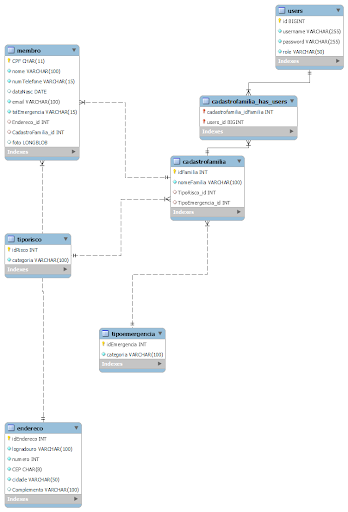 users
id BIGINT
username VARCHAR(255)
password VARCHAR(255)
role VARCHAR(50)
Indexes
membro
CPF CHAR(11)
nome VARCHAR(100)
numTelefone VARCHAR(15)
dataNasc DATE
email VARCHAR(100)
telEmergencia VARCHAR(15)
Endereco_id INT
CadastroFamilia_id INT
foto LONGBLOB
Indexes
cadastrofamilia_has_users
cadastrofamilia_idFamilia INT
users_id BIGINT
Indexes
cadastrofamilia
idFamilia INT
nomeFamilia VARCHAR(100)
TipoRisco_id INT
TipoEmergencia_id INT
Indexes
tiporisco
idRisco INT
categoria VARCHAR(100)
Indexes
tipoemergencia
idEmergencia INT
categoria VARCHAR(100)
Indexes
endereco
idEndereco INT
logradouro VARCHAR(100)
numero INT
CEP CHAR(8)
cidade VARCHAR(50)
Complemento VARCHAR(100)
Indexes